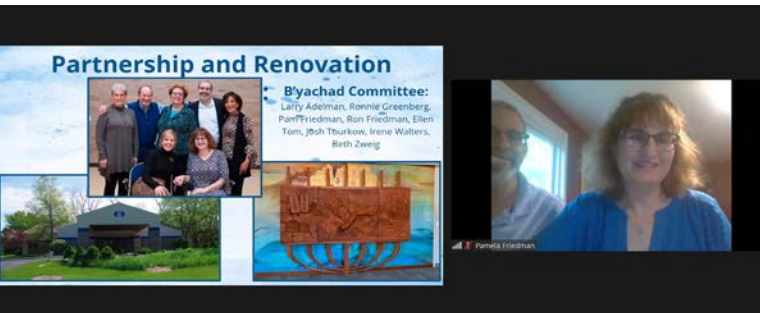 Partnership and Renovation
B'yachad Committee:
Larry Adelman, Ronnie Greenberg,
Pam Friedman, Ron Friedman, Ellen
Tom, Josh Tourkow, Irene Walters,
Beth Zweig
Pamela Friedman